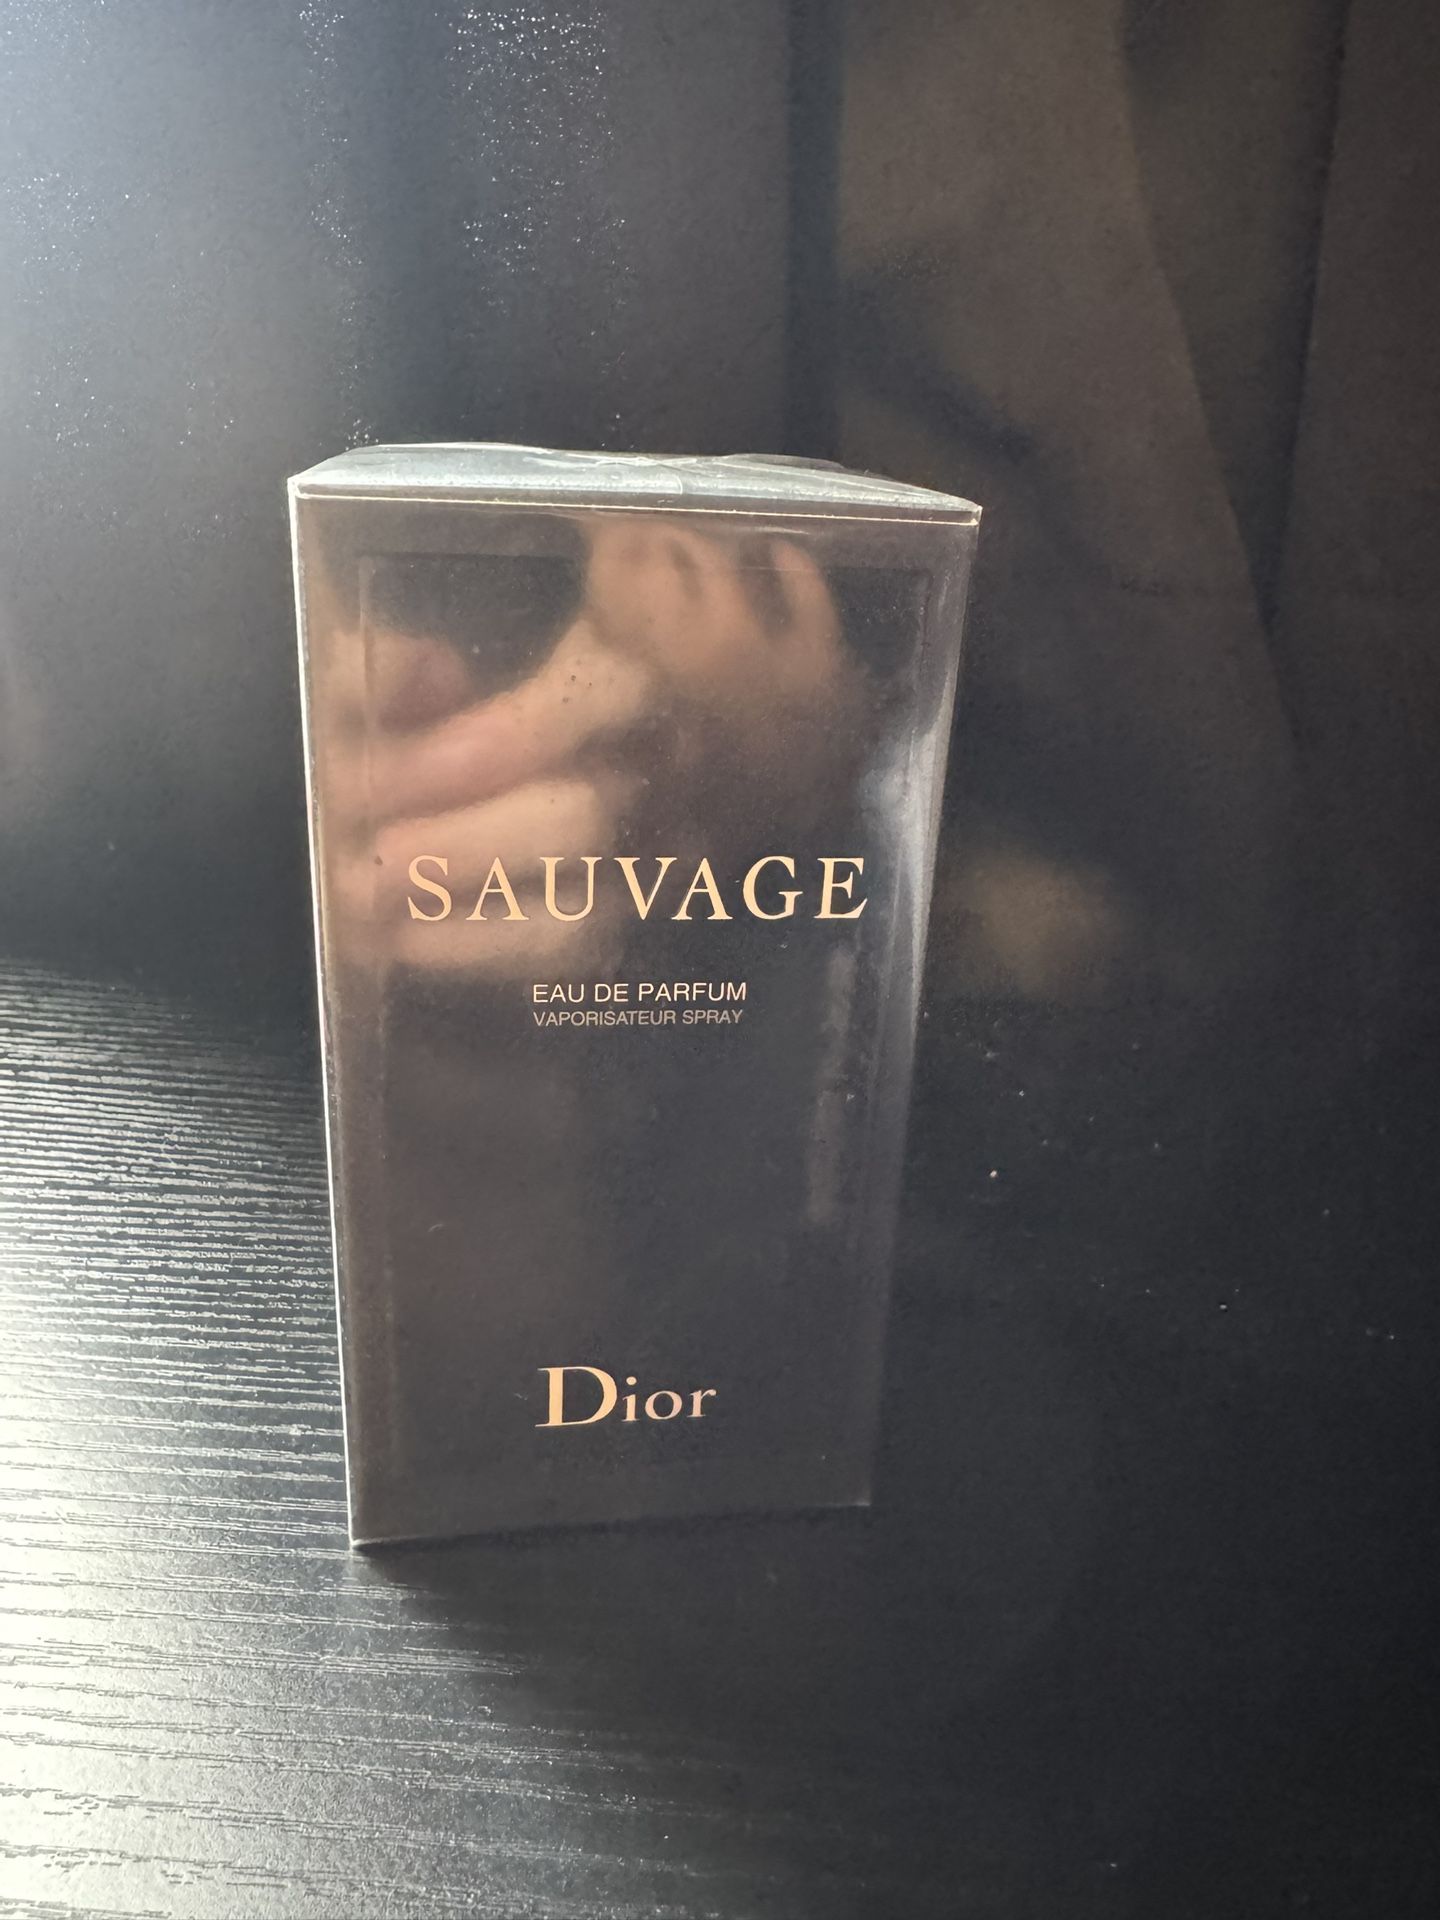 SAUVAGE
EAU DE PARFUM
VAPORISATEUR SPRAY
Dior